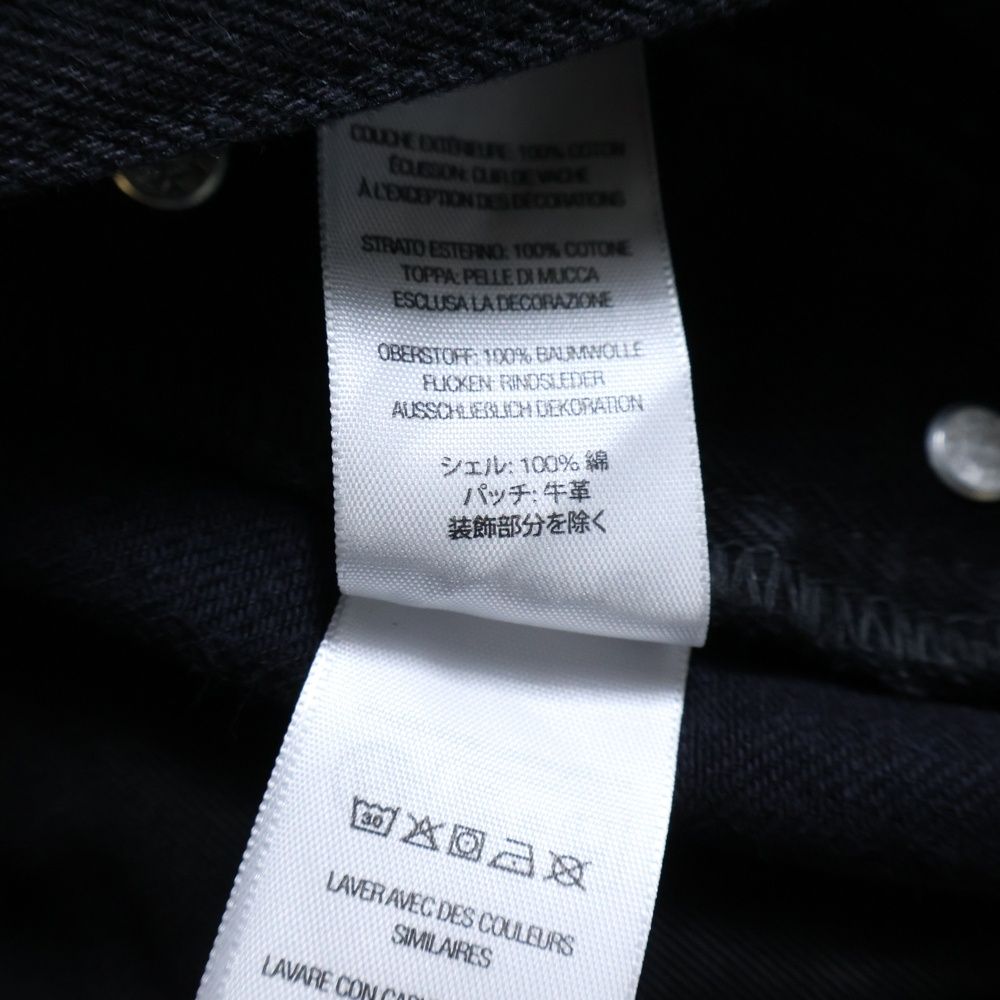 COUCHE EXTÉRIEURE: 100% COTON
ÉCUSSON: CUIR DE VACHE
À L'EXCEPTION DES DÉCORATIONS
STRATO ESTERNO: 100% COTONE
TOPPA: PELLE DI MUCCA
ESCLUSA LA DECORAZIONE
OBERSTOFF: 100% BAUMWOLLE
FLICKEN: RINDSLEDER
AUSSCHLIEßLICH DEKORATION
シェル: 100% 綿
パッチ: 牛革
装飾部分を除く
30
LAVER AVEC DES COULEURS
SIMILAIRES
LAVARE CON